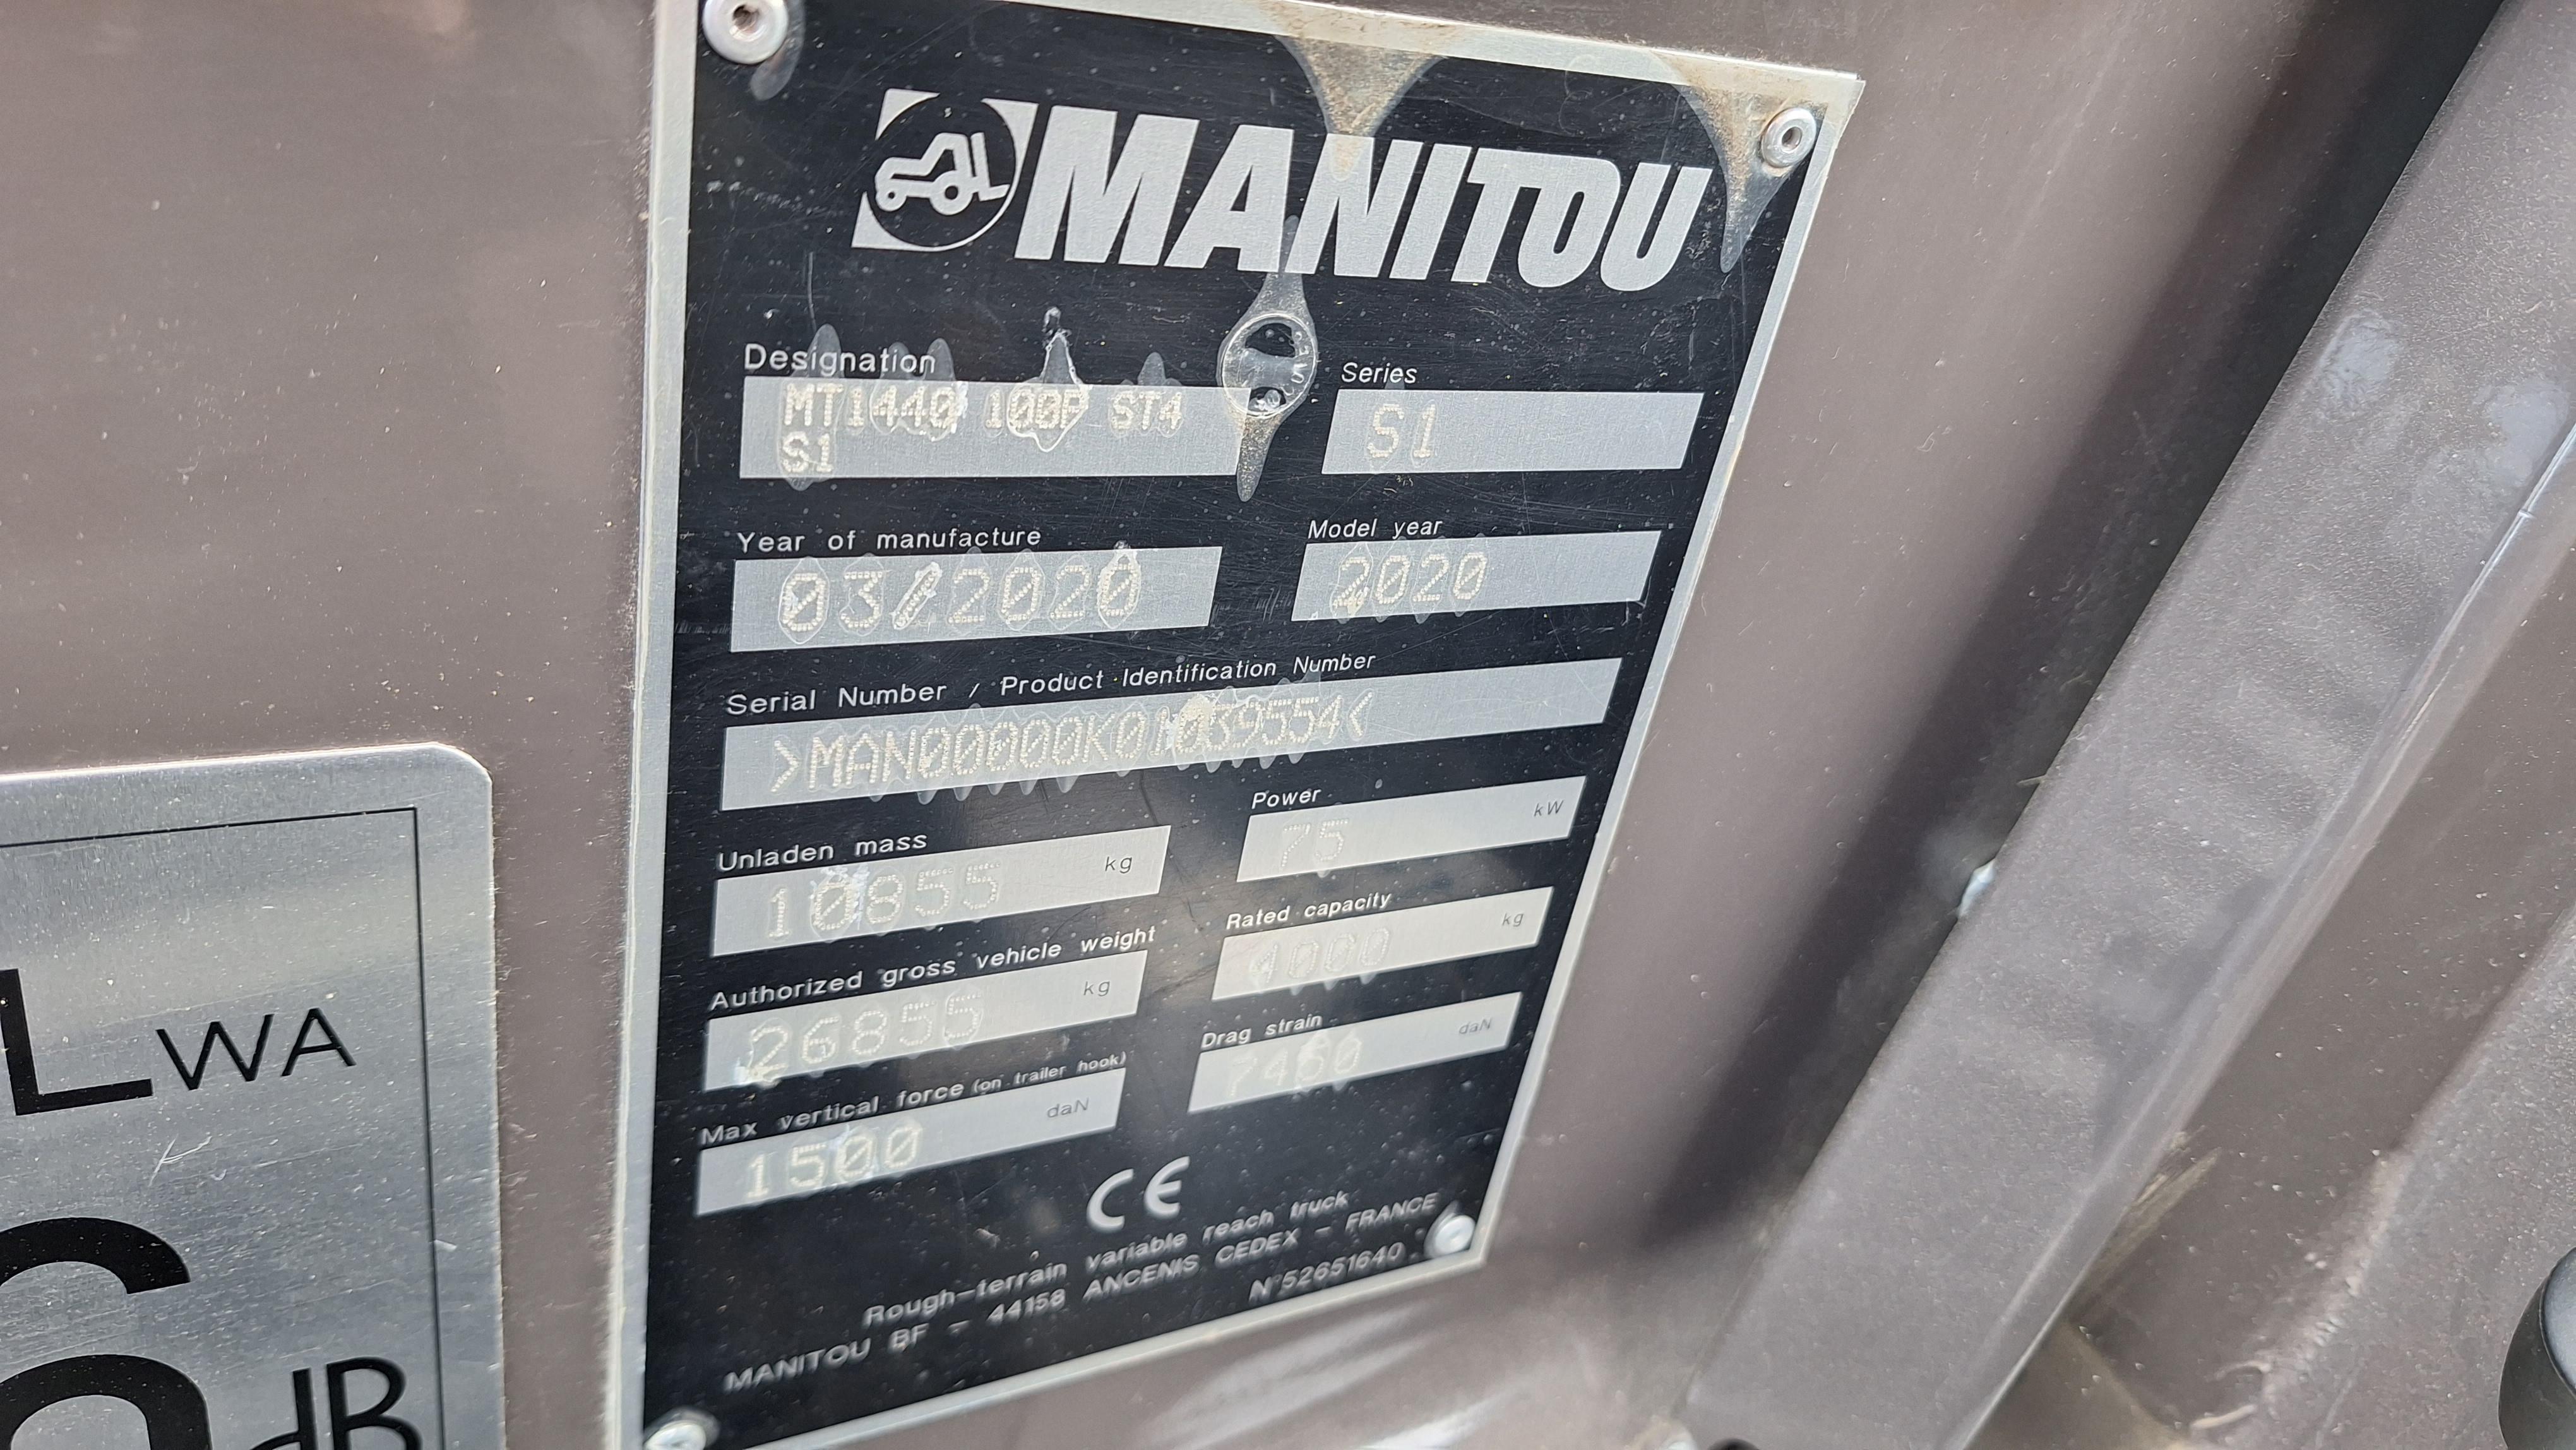 MANITOU
Designation
MT1440 100P ST4
S1
Series
S1
Year of manufacture
03/2020
Model year
2020
Serial Number / Product Identification Number
>MAN00000K01039554<
Unladen mass
10855 kg
Power
75 kW
Authorized gross vehicle weight
26855 kg
Rated capacity
4000 kg
Max vertical force (on trailer hook)
1500 daN
Drag strain
7460 daN
CE
Rough-terrain variable reach truck
MANITOU BF - 44158 ANCENIS CEDEX - FRANCE
N°52651640
LWA
dB